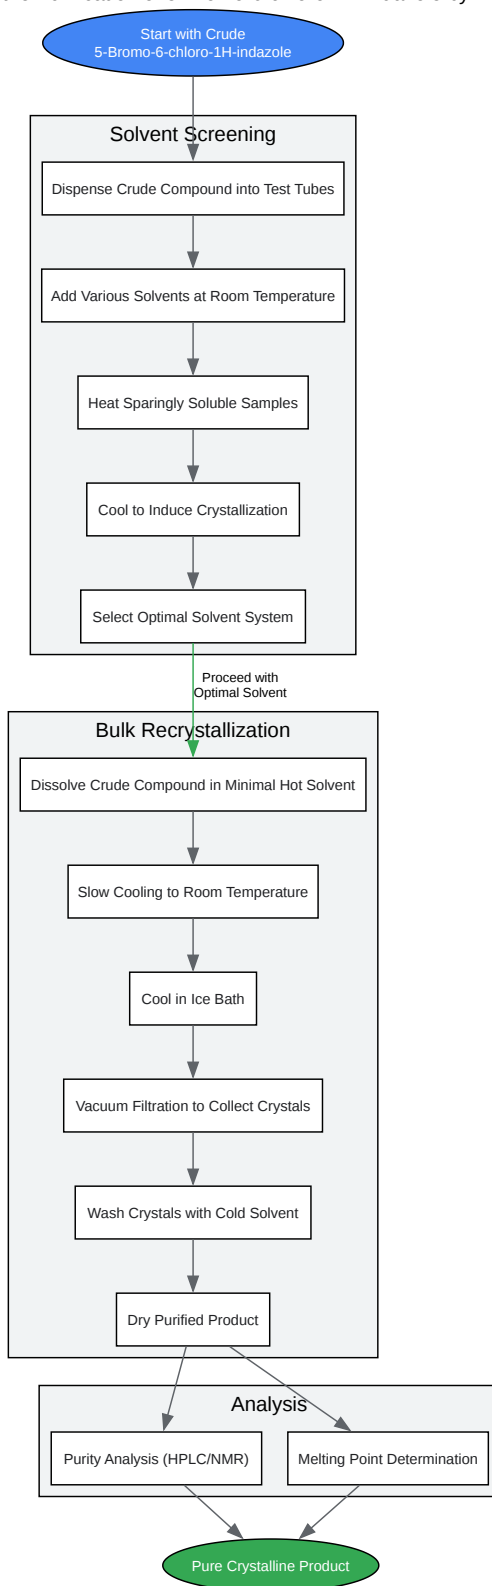 Start with Crude
5-Bromo-6-chloro-1H-indazole
Solvent Screening
Dispense Crude Compound into Test Tubes
Add Various Solvents at Room Temperature
Heat Sparingly Soluble Samples
Cool to Induce Crystallization
Select Optimal Solvent System
Proceed with
Optimal Solvent
Bulk Recrystallization
Dissolve Crude Compound in Minimal Hot Solvent
Slow Cooling to Room Temperature
Cool in Ice Bath
Vacuum Filtration to Collect Crystals
Wash Crystals with Cold Solvent
Dry Purified Product
Analysis
Purity Analysis (HPLC/NMR)
Melting Point Determination
Pure Crystalline Product